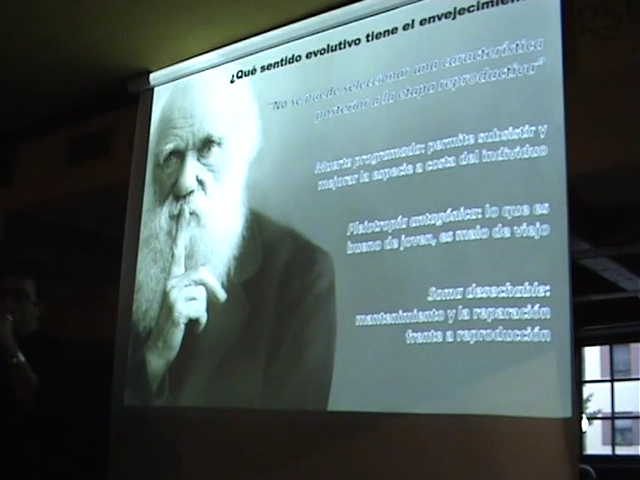 ¿Qué sentido evolutivo tiene el envejecimien
"No se puede seleccionar una característica
posterior a la etapa reproductiva"
Muerte programada: permite subsistir y
mejorar la especie a costa del individuo
Pleiotropía antagónica: lo que es
bueno de joven, es malo de viejo
Soma desechable:
mantenimiento y la reparación
frente a reproducción